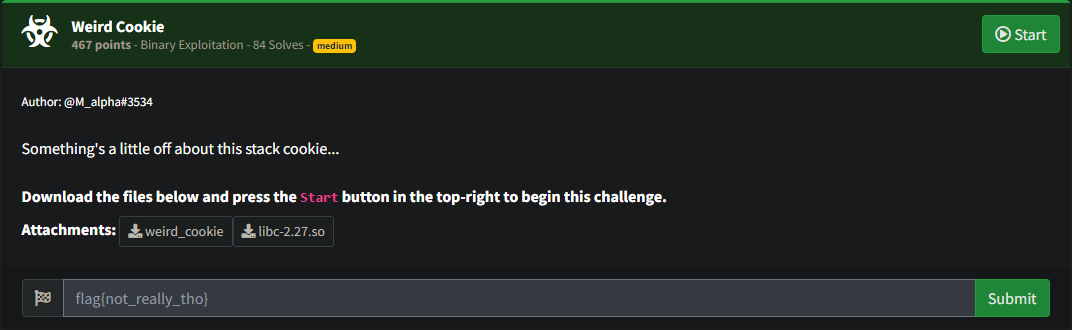 Weird Cookie
467 points - Binary Exploitation - 84 Solves - medium
Start
Author: @M_alpha#3534
Something's a little off about this stack cookie...
Download the files below and press the Start button in the top-right to begin this challenge.
Attachments: weird_cookie libc-2.27.so
flag{not_really_tho} Submit